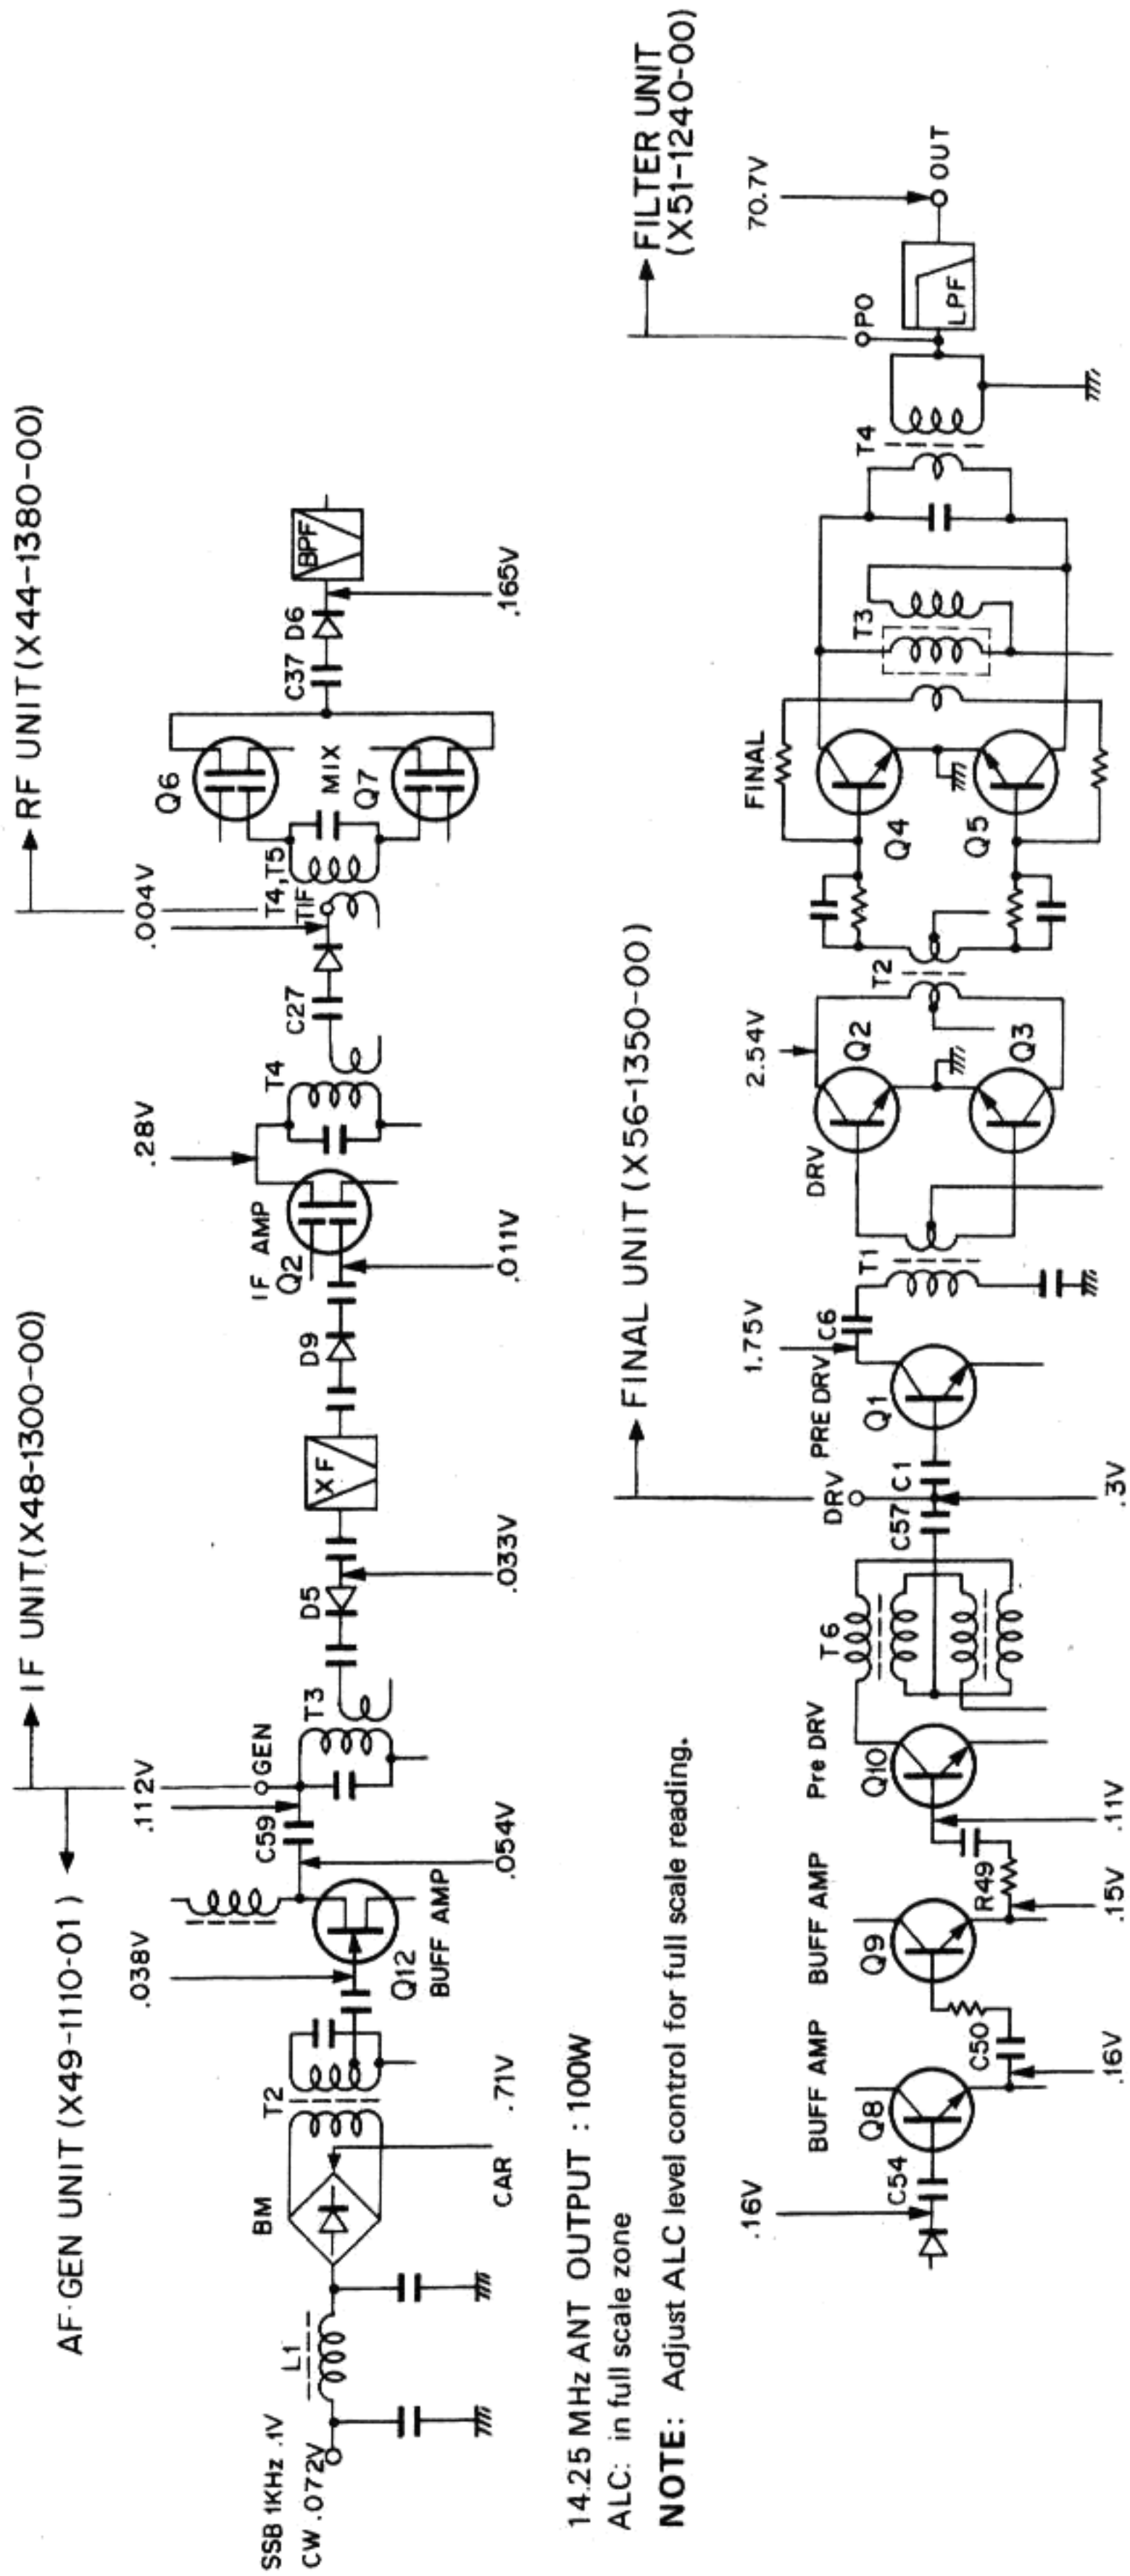 AF·GEN UNIT (X49-1110-01)
IF UNIT (X48-1300-00)
RF UNIT (X44-1380-00)
.038V
.112V
.28V
.004V
SSB 1KHz .1V
CW .072V
L1
BM
T2
C59
GEN
T3
D5
XF
D9
IF AMP
Q2
T4
C27
TIF
T4,T5
Q6
MIX
Q7
C37
D6
BPF
CAR
.71V
Q12
BUFF AMP
.054V
.033V
.011V
.165V
14.25 MHz ANT OUTPUT : 100W
ALC: in full scale zone
NOTE: Adjust ALC level control for full scale reading.
FINAL UNIT (X56-1350-00)
FILTER UNIT
(X51-1240-00)
.16V
C54
BUFF AMP
Q8
C50
.16V
BUFF AMP
Q9
R49
.15V
Pre DRV
Q10
.11V
T6
C57
DRV
C1
.3V
PRE DRV
Q1
1.75V
C6
T1
DRV
Q2
Q3
2.54V
T2
FINAL
Q4
Q5
T3
T4
PO
LPF
70.7V
OUT